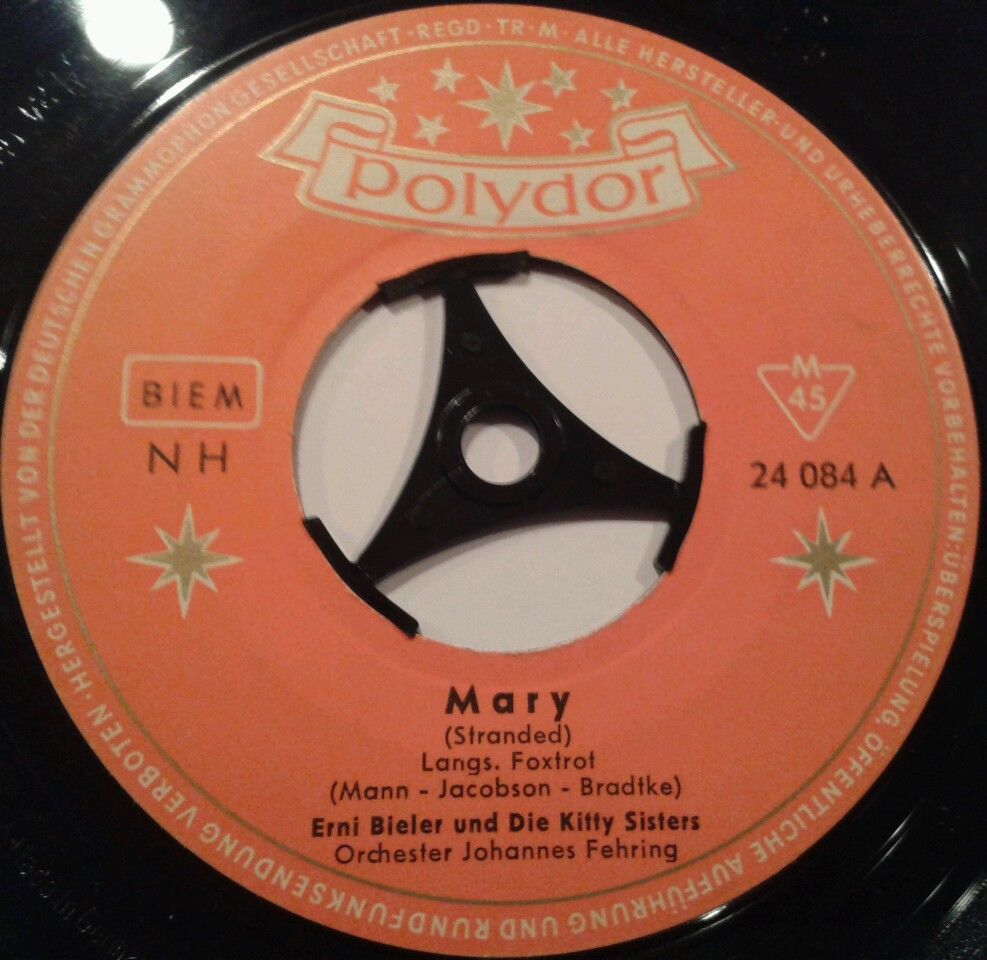 HERGESTELLT VON DER DEUTSCHEN GRAMMOPHON GESELLSCHAFT · REGD · TR · M · ALLE HERSTELLER- UND URHEBERRECHTE VORBEHALTEN: ÜBERSPIELUNG, ÖFFENTLICHE AUFFÜHRUNG UND RUNDFUNKSENDUNG VERBOTEN ·
polydor
BIEM
NH
M
45
24 084 A
Mary
(Stranded)
Langs. Foxtrot
(Mann - Jacobson - Bradtke)
Erni Bieler und Die Kitty Sisters
Orchester Johannes Fehring